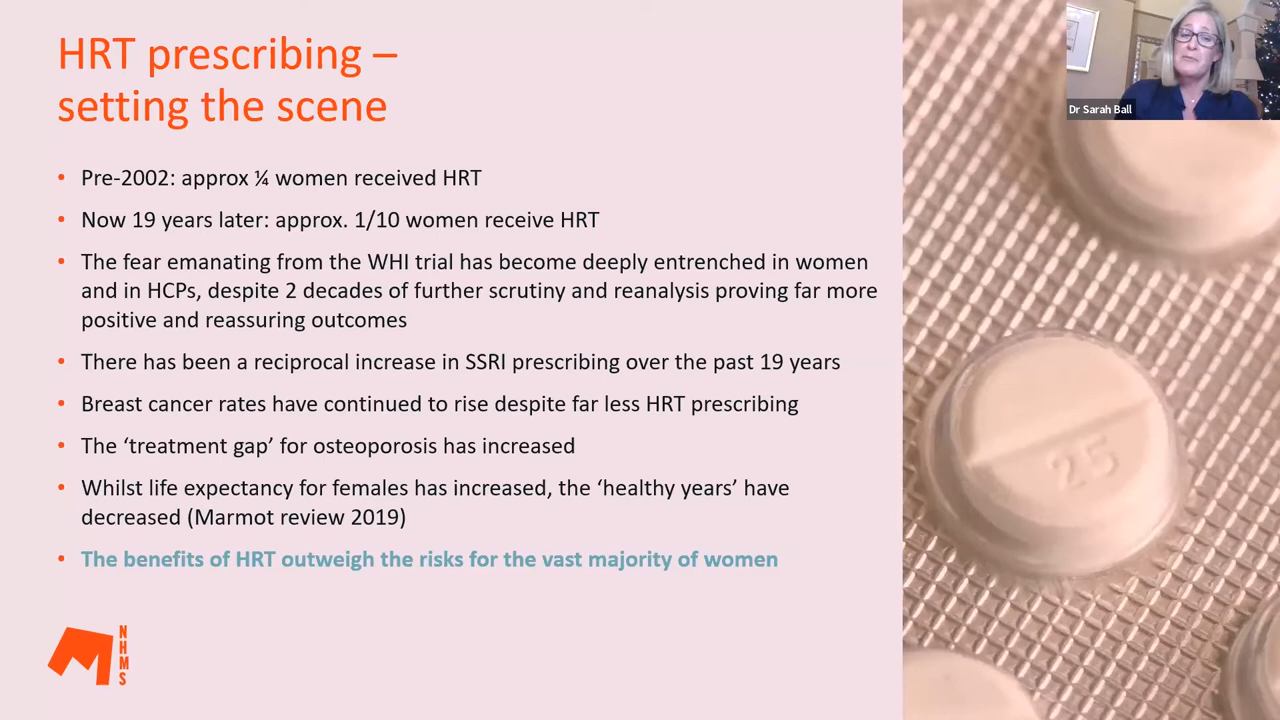 HRT prescribing –
setting the scene
• Pre-2002: approx ¼ women received HRT
• Now 19 years later: approx. 1/10 women receive HRT
• The fear emanating from the WHI trial has become deeply entrenched in women
and in HCPs, despite 2 decades of further scrutiny and reanalysis proving far more
positive and reassuring outcomes
• There has been a reciprocal increase in SSRI prescribing over the past 19 years
• Breast cancer rates have continued to rise despite far less HRT prescribing
• The ‘treatment gap’ for osteoporosis has increased
• Whilst life expectancy for females has increased, the ‘healthy years’ have
decreased (Marmot review 2019)
• The benefits of HRT outweigh the risks for the vast majority of women
NHMS
Dr Sarah Ball
25